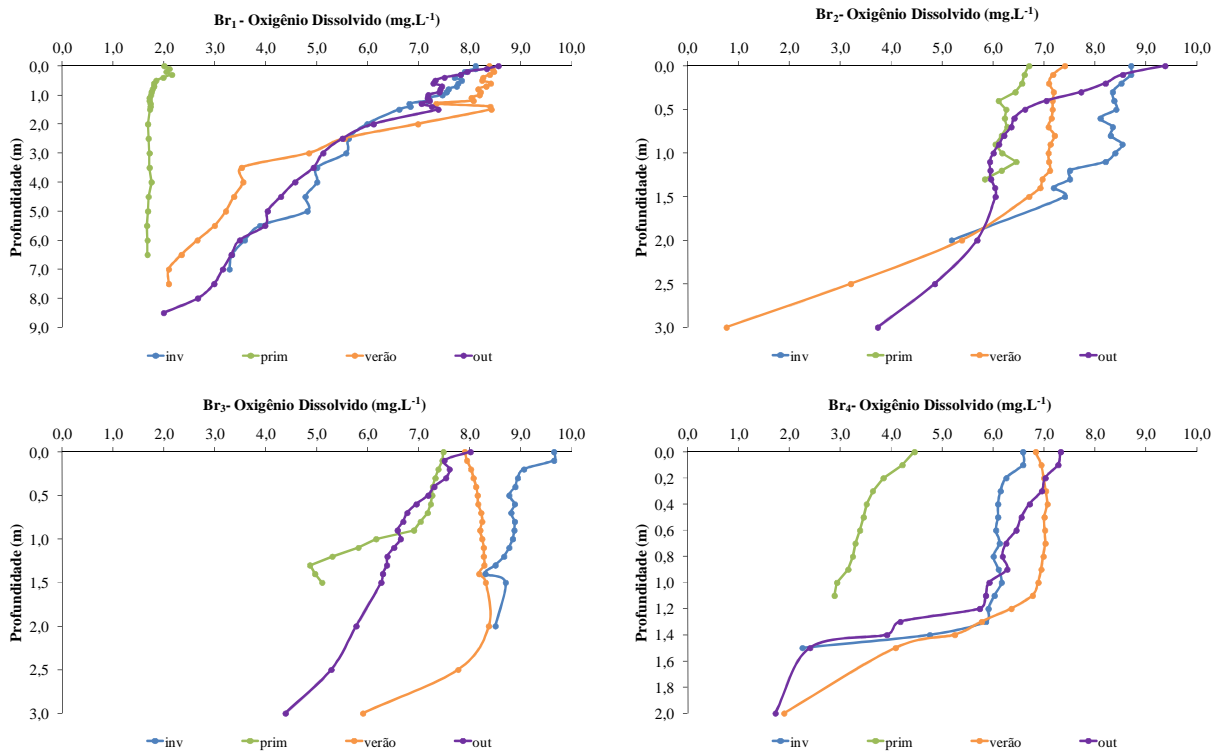 Br₁- Oxigênio Dissolvido (mg.L⁻¹)
0,0 1,0 2,0 3,0 4,0 5,0 6,0 7,0 8,0 9,0 10,0
Profundidade (m)
0,0
1,0
2,0
3,0
4,0
5,0
6,0
7,0
8,0
9,0
inv prim verão out
Br₂- Oxigênio Dissolvido (mg.L⁻¹)
0,0 1,0 2,0 3,0 4,0 5,0 6,0 7,0 8,0 9,0 10,0
Profundidade (m)
0,0
0,5
1,0
1,5
2,0
2,5
3,0
inv prim verão out
Br₃- Oxigênio Dissolvido (mg.L⁻¹)
0,0 1,0 2,0 3,0 4,0 5,0 6,0 7,0 8,0 9,0 10,0
Profundidade (m)
0,0
0,5
1,0
1,5
2,0
2,5
3,0
inv prim verão out
Br₄- Oxigênio Dissolvido (mg.L⁻¹)
0,0 1,0 2,0 3,0 4,0 5,0 6,0 7,0 8,0 9,0 10,0
Profundidade (m)
0,0
0,2
0,4
0,6
0,8
1,0
1,2
1,4
1,6
1,8
2,0
inv prim verão out